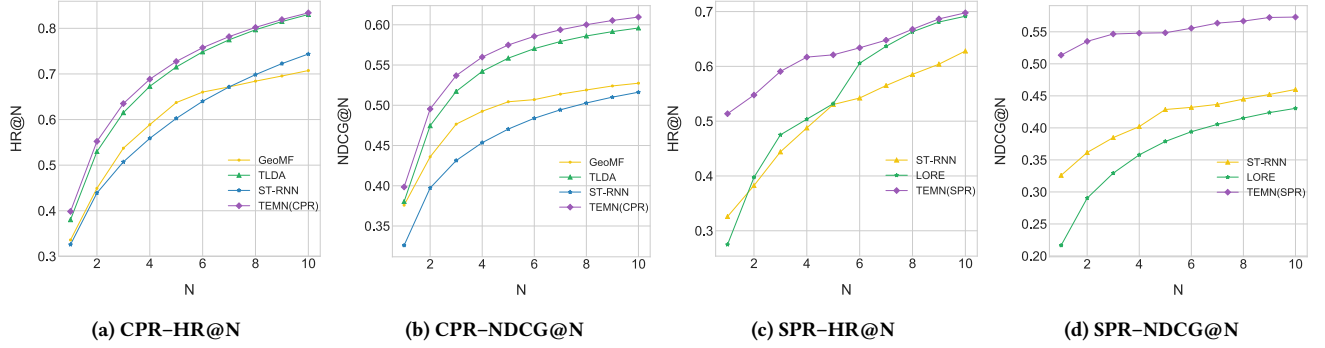 HR@N
0.8
0.7
0.6
0.5
0.4
0.3
2 4 6 8 10
N
GeoMF
TLDA
ST-RNN
TEMN(CPR)
(a) CPR–HR@N
NDCG@N
0.60
0.55
0.50
0.45
0.40
0.35
2 4 6 8 10
N
GeoMF
TLDA
ST-RNN
TEMN(CPR)
(b) CPR–NDCG@N
HR@N
0.7
0.6
0.5
0.4
0.3
2 4 6 8 10
N
ST-RNN
LORE
TEMN(SPR)
(c) SPR–HR@N
NDCG@N
0.55
0.50
0.45
0.40
0.35
0.30
0.25
0.20
2 4 6 8 10
N
ST-RNN
LORE
TEMN(SPR)
(d) SPR–NDCG@N